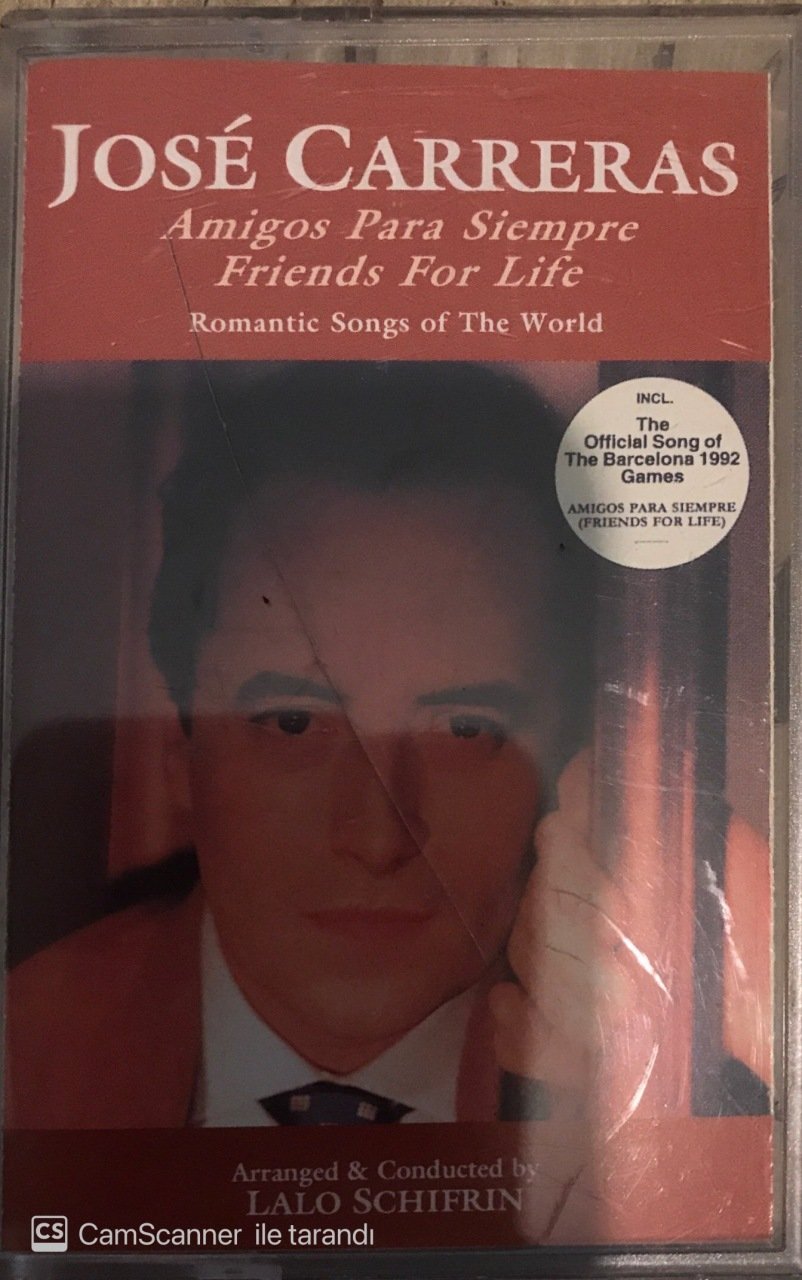 JOSÉ CARRERAS
Amigos Para Siempre
Friends For Life
Romantic Songs of The World
INCL.
The
Official Song of
The Barcelona 1992
Games
AMIGOS PARA SIEMPRE
(FRIENDS FOR LIFE)
Arranged & Conducted by
LALO SCHIFRIN
CS CamScanner ile tarandı